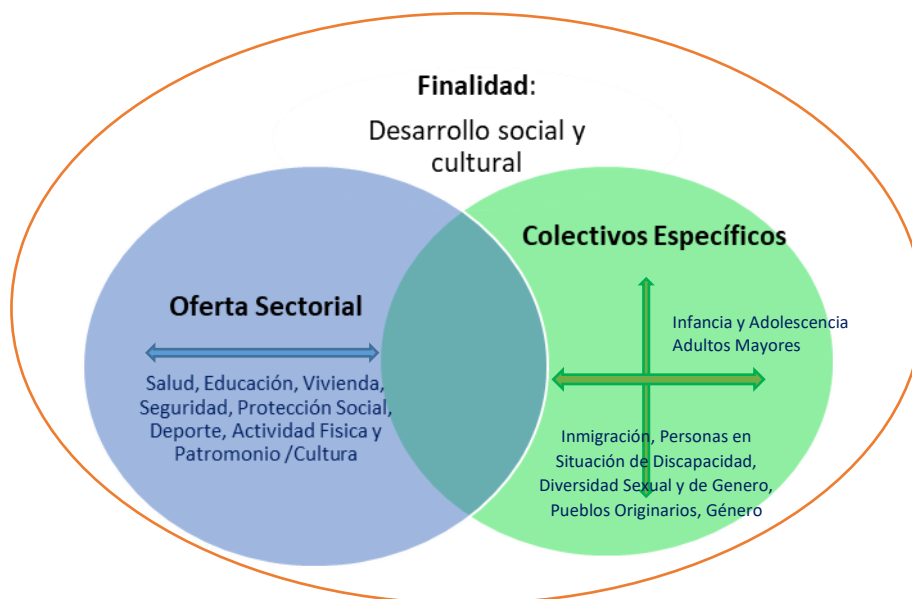 Finalidad:
Desarrollo social y
cultural
Oferta Sectorial
Salud, Educación, Vivienda,
Seguridad, Protección Social,
Deporte, Actividad Fisica y
Patromonio /Cultura
Colectivos Específicos
Infancia y Adolescencia
Adultos Mayores
Inmigración, Personas en
Situación de Discapacidad,
Diversidad Sexual y de Genero,
Pueblos Originarios, Género